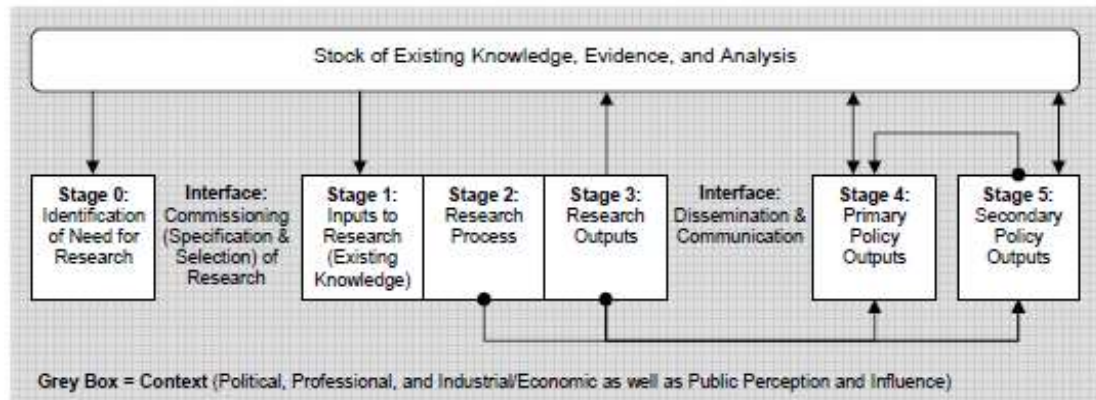 Stock of Existing Knowledge, Evidence, and Analysis
Stage 0:
Identification
of Need for
Research
Interface:
Commissioning
(Specification &
Selection) of
Research
Stage 1:
Inputs to
Research
(Existing
Knowledge)
Stage 2:
Research
Process
Stage 3:
Research
Outputs
Interface:
Dissemination &
Communication
Stage 4:
Primary
Policy
Outputs
Stage 5:
Secondary
Policy
Outputs
Grey Box = Context (Political, Professional, and Industrial/Economic as well as Public Perception and Influence)